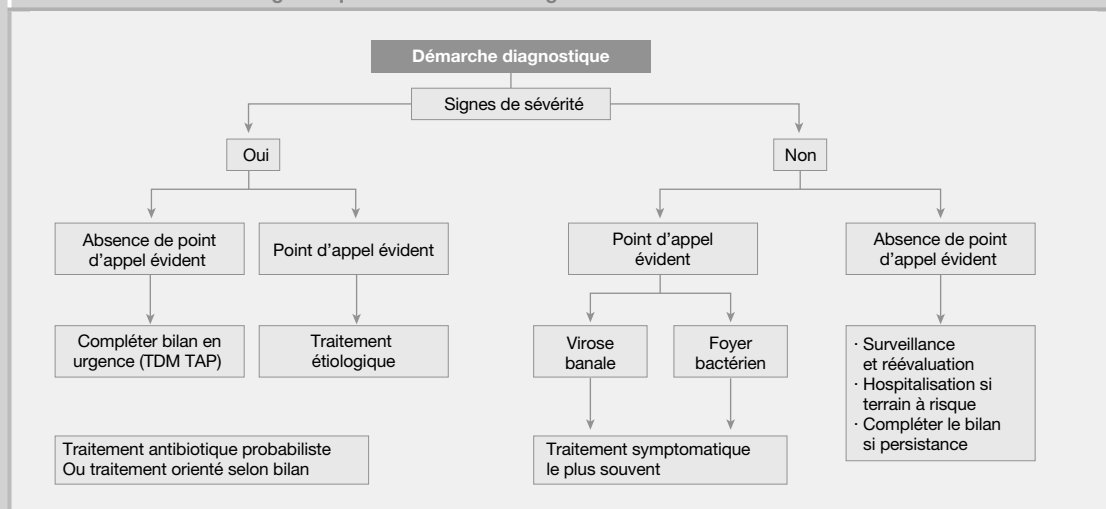 Démarche diagnostique
Signes de sévérité
Oui
Non
Absence de point
d'appel évident
Point d'appel évident
Point d'appel
évident
Absence de point
d'appel évident
Compléter bilan en
urgence (TDM TAP)
Traitement
étiologique
Virose
banale
Foyer
bactérien
· Surveillance
et réévaluation
· Hospitalisation si
terrain à risque
· Compléter le bilan
si persistance
Traitement antibiotique probabiliste
Ou traitement orienté selon bilan
Traitement symptomatique
le plus souvent